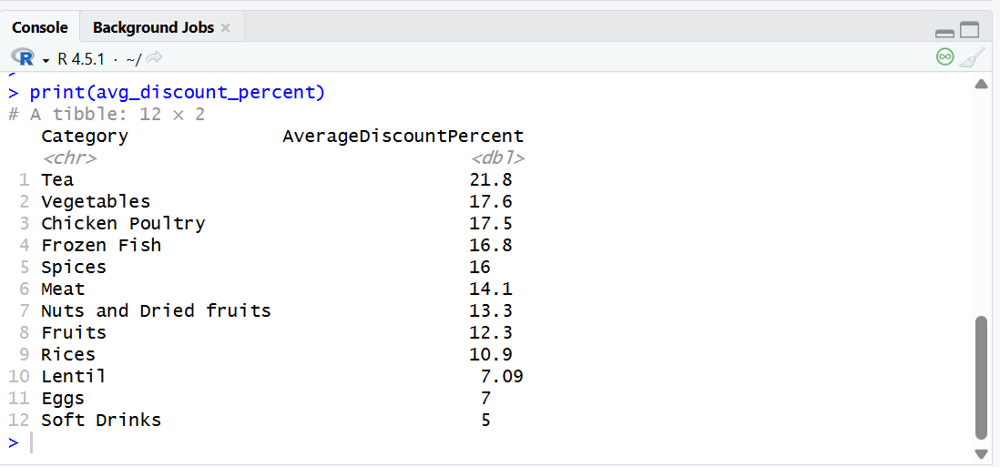 Console Background Jobs ×
R R 4.5.1 · ~/
> print(avg_discount_percent)
# A tibble: 12 × 2
Category AverageDiscountPercent
<chr> <dbl>
1 Tea 21.8
2 Vegetables 17.6
3 Chicken Poultry 17.5
4 Frozen Fish 16.8
5 Spices 16
6 Meat 14.1
7 Nuts and Dried fruits 13.3
8 Fruits 12.3
9 Rices 10.9
10 Lentil 7.09
11 Eggs 7
12 Soft Drinks 5
>